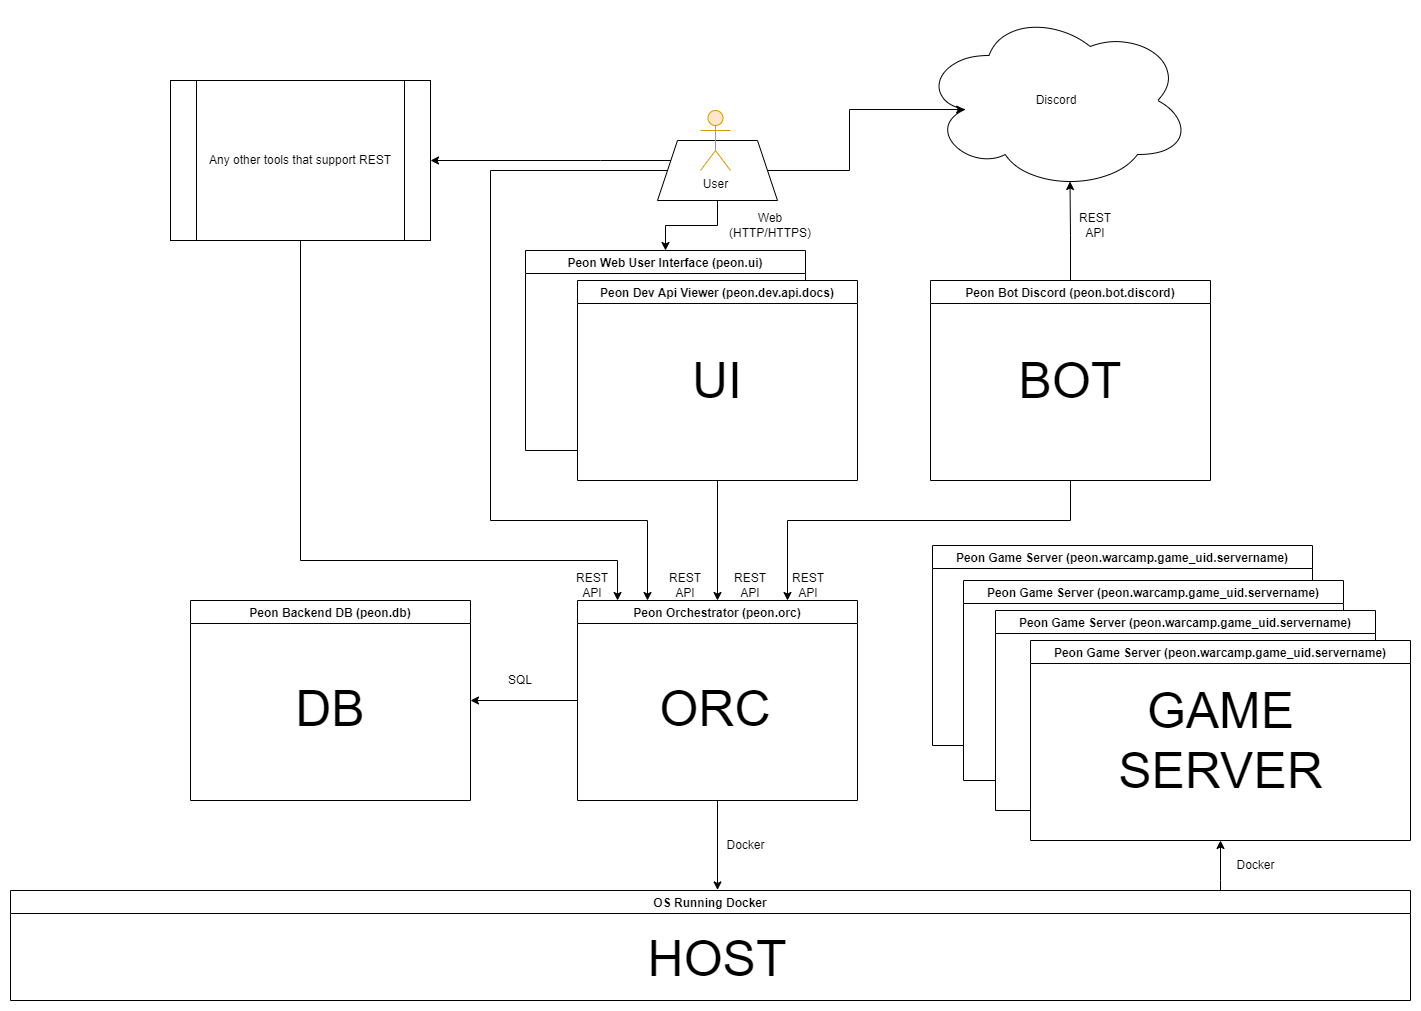 Discord
Any other tools that support REST
User
Web
(HTTP/HTTPS)
REST
API
Peon Web User Interface (peon.ui)
Peon Dev Api Viewer (peon.dev.api.docs)
UI
Peon Bot Discord (peon.bot.discord)
BOT
REST
API
REST
API
REST
API
REST
API
Peon Game Server (peon.warcamp.game_uid.servername)
Peon Game Server (peon.warcamp.game_uid.servername)
Peon Game Server (peon.warcamp.game_uid.servername)
Peon Game Server (peon.warcamp.game_uid.servername)
GAME
SERVER
Peon Backend DB (peon.db)
DB
SQL
Peon Orchestrator (peon.orc)
ORC
Docker
Docker
OS Running Docker
HOST